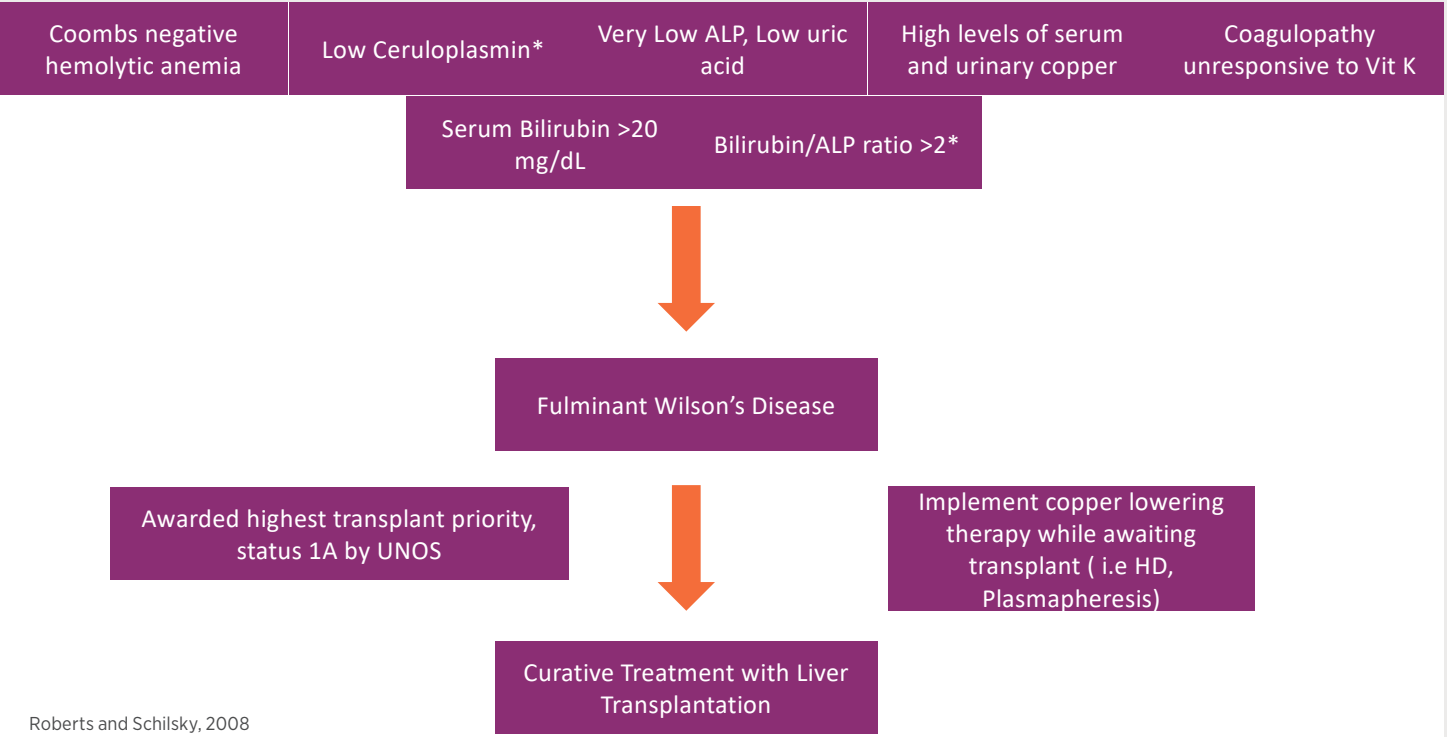 Coombs negative
hemolytic anemia
Low Ceruloplasmin*
Very Low ALP, Low uric
acid
High levels of serum
and urinary copper
Coagulopathy
unresponsive to Vit K
Serum Bilirubin >20
mg/dL
Bilirubin/ALP ratio >2*
Fulminant Wilson’s Disease
Awarded highest transplant priority,
status 1A by UNOS
Implement copper lowering
therapy while awaiting
transplant ( i.e HD,
Plasmapheresis)
Curative Treatment with Liver
Transplantation
Roberts and Schilsky, 2008